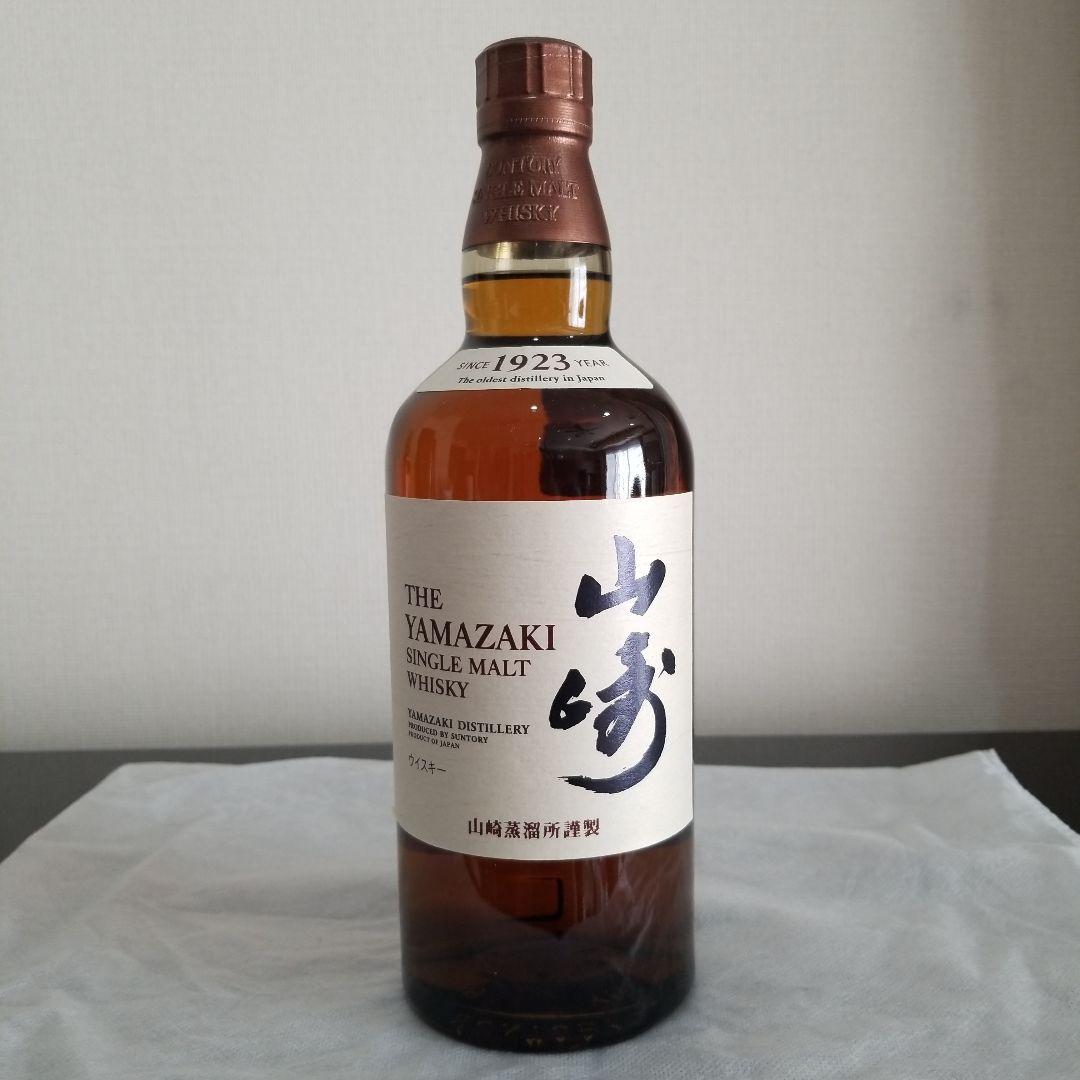 SUNTORY
SINGLE MALT
WHISKY
SINCE 1923 YEAR
The oldest distillery in Japan
THE
YAMAZAKI
SINGLE MALT
WHISKY
山崎
YAMAZAKI DISTILLERY
PRODUCED BY SUNTORY
PRODUCT OF JAPAN
ウイスキー
山崎蒸溜所謹製